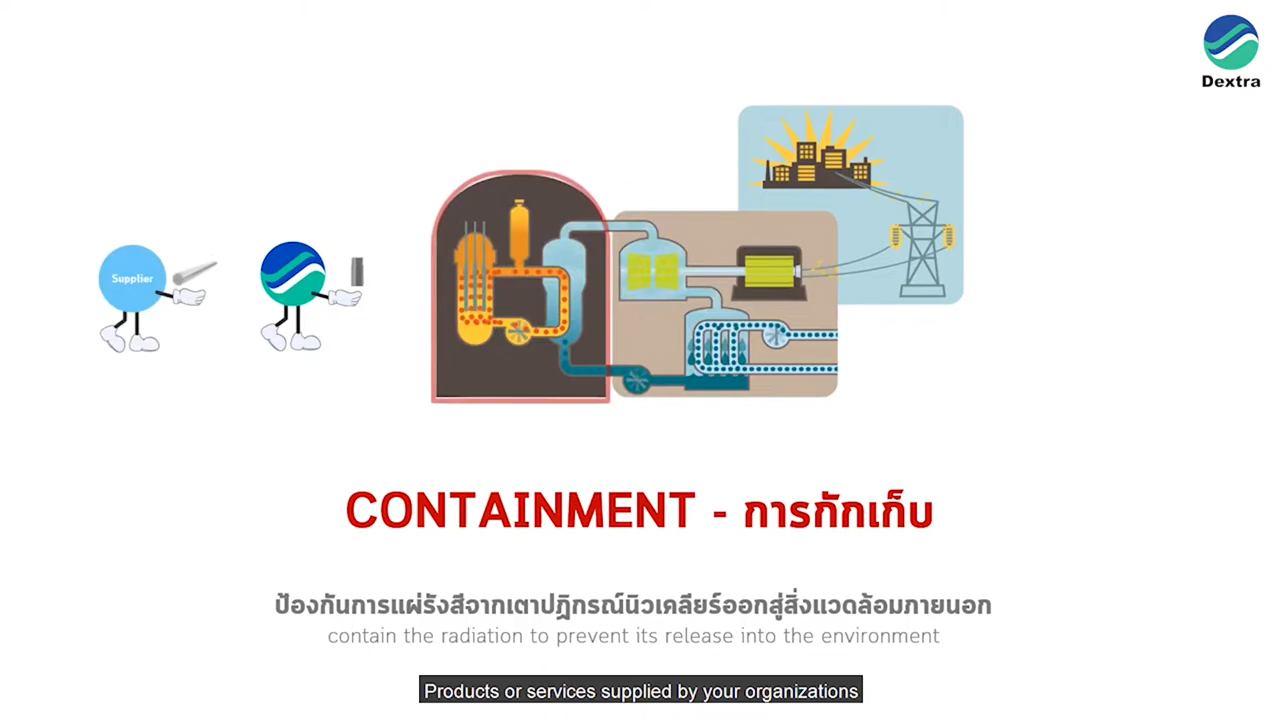 Dextra
Supplier
CONTAINMENT - การกักเก็บ
ป้องกันการแผ่รังสีจากเตาปฏิกรณ์นิวเคลียร์ออกสู่สิ่งแวดล้อมภายนอก
contain the radiation to prevent its release into the environment
Products or services supplied by your organizations